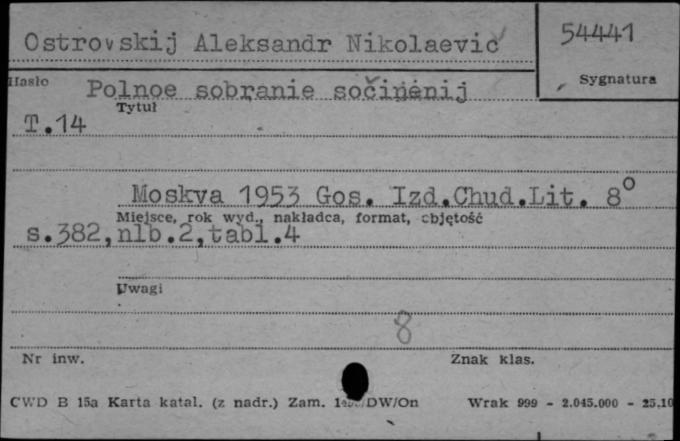 Ostrovskij Aleksandr Nikolaevič
54441
Hasło
Sygnatura
Polnoe sobranie sočinenij
Tytuł
T.14
Moskva 1953 Gos. Izd.Chud.Lit. 8°
Miejsce, rok wyd., nakładca, format, objętość
s.382,nlb.2,tabl.4
Uwagi
8
Nr inw.
Znak klas.
CWD B 15a Karta katal. (z nadr.) Zam. DW/On Wrak 999 - 2.045.000 - 25.10